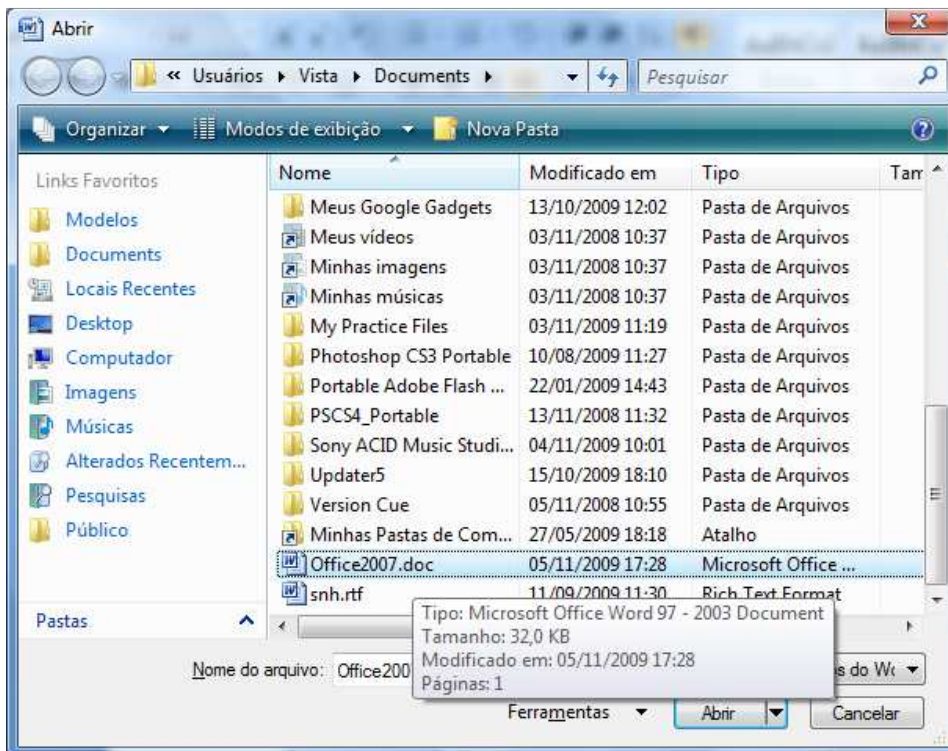 Abrir
« Usuários ▸ Vista ▸ Documents ▸ Pesquisar
Organizar Modos de exibição Nova Pasta
Links Favoritos
Modelos
Documents
Locais Recentes
Desktop
Computador
Imagens
Músicas
Alterados Recentem...
Pesquisas
Público
Pastas
Nome Modificado em Tipo Tam
Meus Google Gadgets 13/10/2009 12:02 Pasta de Arquivos
Meus vídeos 03/11/2008 10:37 Pasta de Arquivos
Minhas imagens 03/11/2008 10:37 Pasta de Arquivos
Minhas músicas 03/11/2008 10:37 Pasta de Arquivos
My Practice Files 03/11/2009 11:19 Pasta de Arquivos
Photoshop CS3 Portable 10/08/2009 11:27 Pasta de Arquivos
Portable Adobe Flash ... 22/01/2009 14:43 Pasta de Arquivos
PSCS4_Portable 13/11/2008 11:32 Pasta de Arquivos
Sony ACID Music Studi... 04/11/2009 10:01 Pasta de Arquivos
Updater5 15/10/2009 18:10 Pasta de Arquivos
Version Cue 05/11/2008 10:55 Pasta de Arquivos
Minhas Pastas de Com... 27/05/2009 18:18 Atalho
Office2007.doc 05/11/2009 17:28 Microsoft Office ...
snh.rtf 11/09/2009 11:30 Rich Text Format
Tipo: Microsoft Office Word 97 - 2003 Document
Tamanho: 32,0 KB
Modificado em: 05/11/2009 17:28
Páginas: 1
Nome do arquivo: Office200 s do Wo
Ferramentas Abrir Cancelar